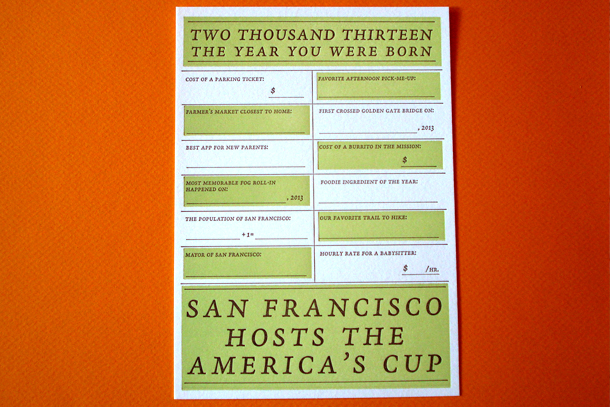 TWO THOUSAND THIRTEEN
THE YEAR YOU WERE BORN
COST OF A PARKING TICKET:
$
FAVORITE AFTERNOON PICK-ME-UP:
FARMER'S MARKET CLOSEST TO HOME:
FIRST CROSSED GOLDEN GATE BRIDGE ON:
, 2013
BEST APP FOR NEW PARENTS:
COST OF A BURRITO IN THE MISSION:
$
MOST MEMORABLE FOG ROLL-IN
HAPPENED ON:
, 2013
FOODIE INGREDIENT OF THE YEAR:
THE POPULATION OF SAN FRANCISCO:
+ 1 =
OUR FAVORITE TRAIL TO HIKE:
MAYOR OF SAN FRANCISCO:
HOURLY RATE FOR A BABYSITTER:
$ /HR.
SAN FRANCISCO
HOSTS THE
AMERICA'S CUP